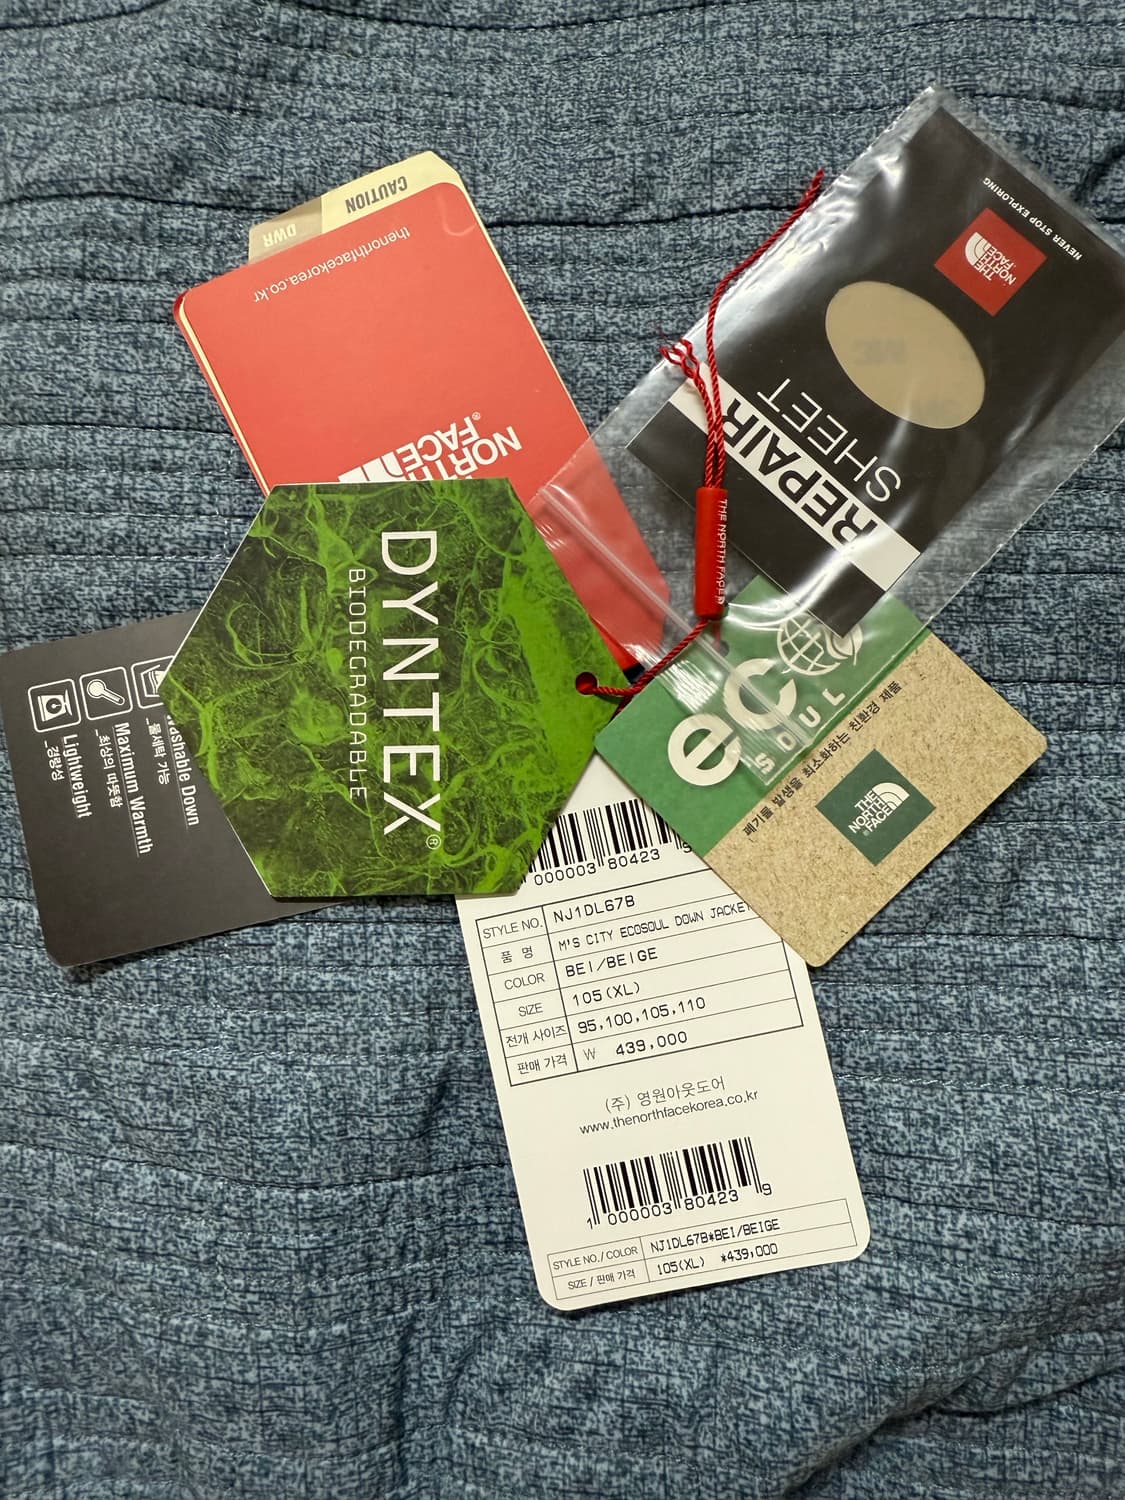 CAUTION
DWR
thenorthfacekorea.co.kr
NORTH
FACE®
NEVER STOP EXPLORING
THE
NORTH
FACE
REPAIR
SHEET
THE NORTH FACE
DYNTEX®
BIODEGRADABLE
Washable Down
_물세탁 가능
Maximum Warmth
_최상의 따뜻함
Lightweight
_경량성
eco
SOUL
폐기물 발생을 최소화하는 친환경 제품
THE
NORTH
FACE®
000003 80423
STYLE NO. NJ1DL67B
품 명 M'S CITY ECOSOUL DOWN JACKET
COLOR BEI/BEIGE
SIZE 105(XL)
전개 사이즈 95,100,105,110
판매 가격 ₩ 439,000
(주) 영원아웃도어
www.thenorthfacekorea.co.kr
1 000003 80423 9
STYLE NO./ COLOR NJ1DL67B*BEI/BEIGE
SIZE / 판매 가격 105(XL) *439,000